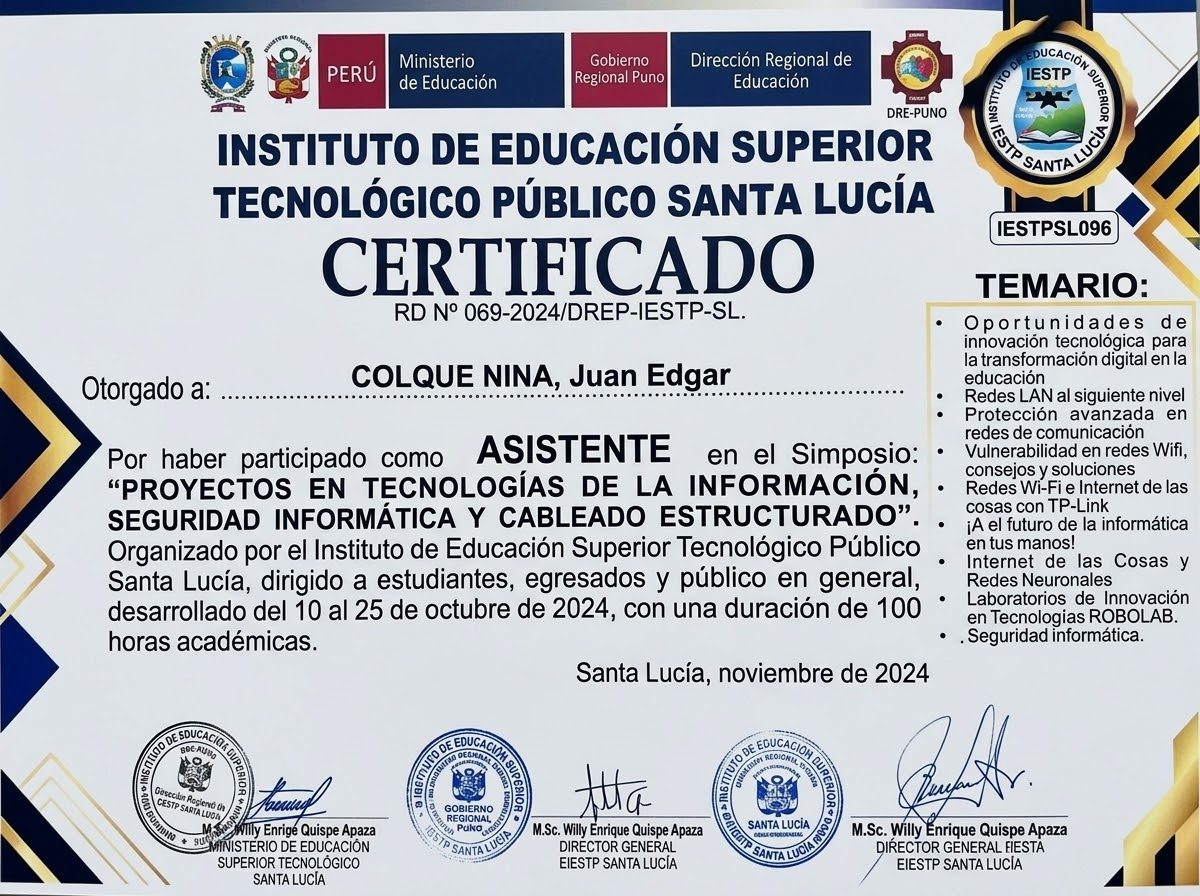 PERÚ
Ministerio
de Educación
Gobierno
Regional Puno
Dirección Regional de
Educación
DRE-PUNO
INSTITUTO DE EDUCACIÓN SUPERIOR
IESTP
IESTP SANTA LUCÍA
IESTPSL096
INSTITUTO DE EDUCACIÓN SUPERIOR
TECNOLÓGICO PÚBLICO SANTA LUCÍA
CERTIFICADO
RD Nº 069-2024/DREP-IESTP-SL.
Otorgado a:
COLQUE NINA, Juan Edgar
Por haber participado como ASISTENTE en el Simposio:
“PROYECTOS EN TECNOLOGÍAS DE LA INFORMACIÓN,
SEGURIDAD INFORMÁTICA Y CABLEADO ESTRUCTURADO”.
Organizado por el Instituto de Educación Superior Tecnológico Público
Santa Lucía, dirigido a estudiantes, egresados y público en general,
desarrollado del 10 al 25 de octubre de 2024, con una duración de 100
horas académicas.
Santa Lucía, noviembre de 2024
TEMARIO:
• Oportunidades de
innovación tecnológica para
la transformación digital en la
educación
• Redes LAN al siguiente nivel
• Protección avanzada en
redes de comunicación
• Vulnerabilidad en redes Wifi,
consejos y soluciones
• Redes Wi-Fi e Internet de las
cosas con TP-Link
• ¡A el futuro de la informática
en tus manos!
• Internet de las Cosas y
Redes Neuronales
• Laboratorios de Innovación
en Tecnologias ROBOLAB.
• . Seguridad informática.
GOBIERNO
REGIONAL
SANTA LUCÍA
Willy Enrige Quispe Apaza
MINISTERIO DE EDUCACIÓN
SUPERIOR TECNOLÓGICO
SANTA LUCÍA
M.Sc. Willy Enrique Quispe Apaza
DIRECTOR GENERAL
EIESTP SANTA LUCÍA
M.Sc. Willy Enrique Quispe Apaza
DIRECTOR GENERAL
EIESTP SANTA LUCÍA